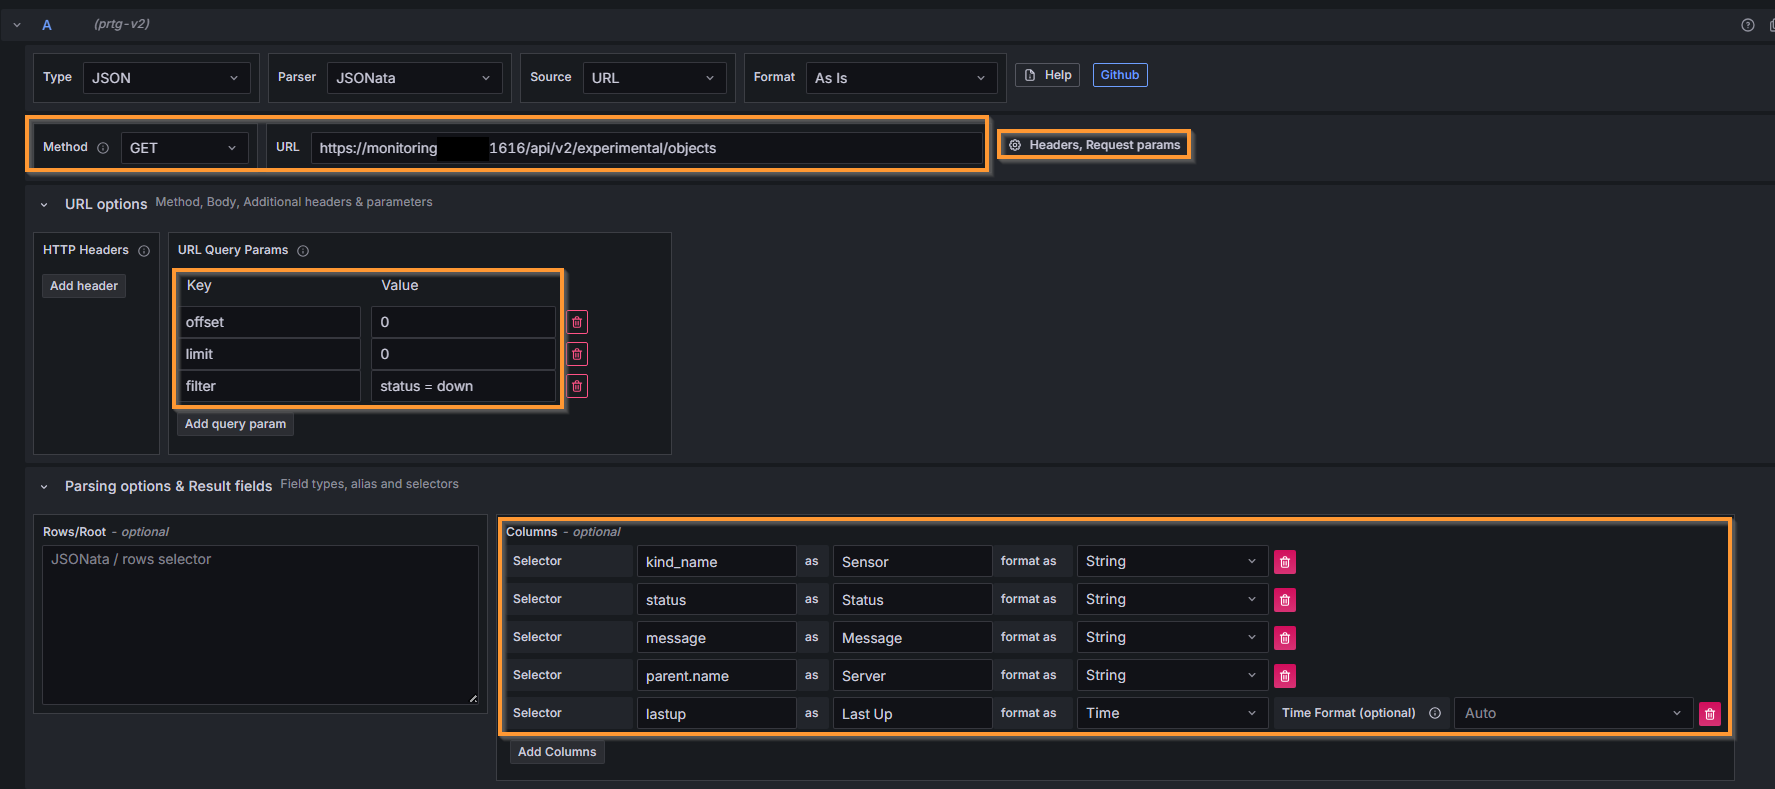 A (prtg-v2)
Type JSON Parser JSONata Source URL Format As Is Help Github
Method GET URL https://monitoring 1616/api/v2/experimental/objects Headers, Request params
URL options Method, Body, Additional headers & parameters
HTTP Headers URL Query Params
Add header
Key Value
offset 0
limit 0
filter status = down
Add query param
Parsing options & Result fields Field types, alias and selectors
Rows/Root - optional
JSONata / rows selector
Columns - optional
Selector kind_name as Sensor format as String
Selector status as Status format as String
Selector message as Message format as String
Selector parent.name as Server format as String
Selector lastup as Last Up format as Time Time Format (optional) Auto
Add Columns